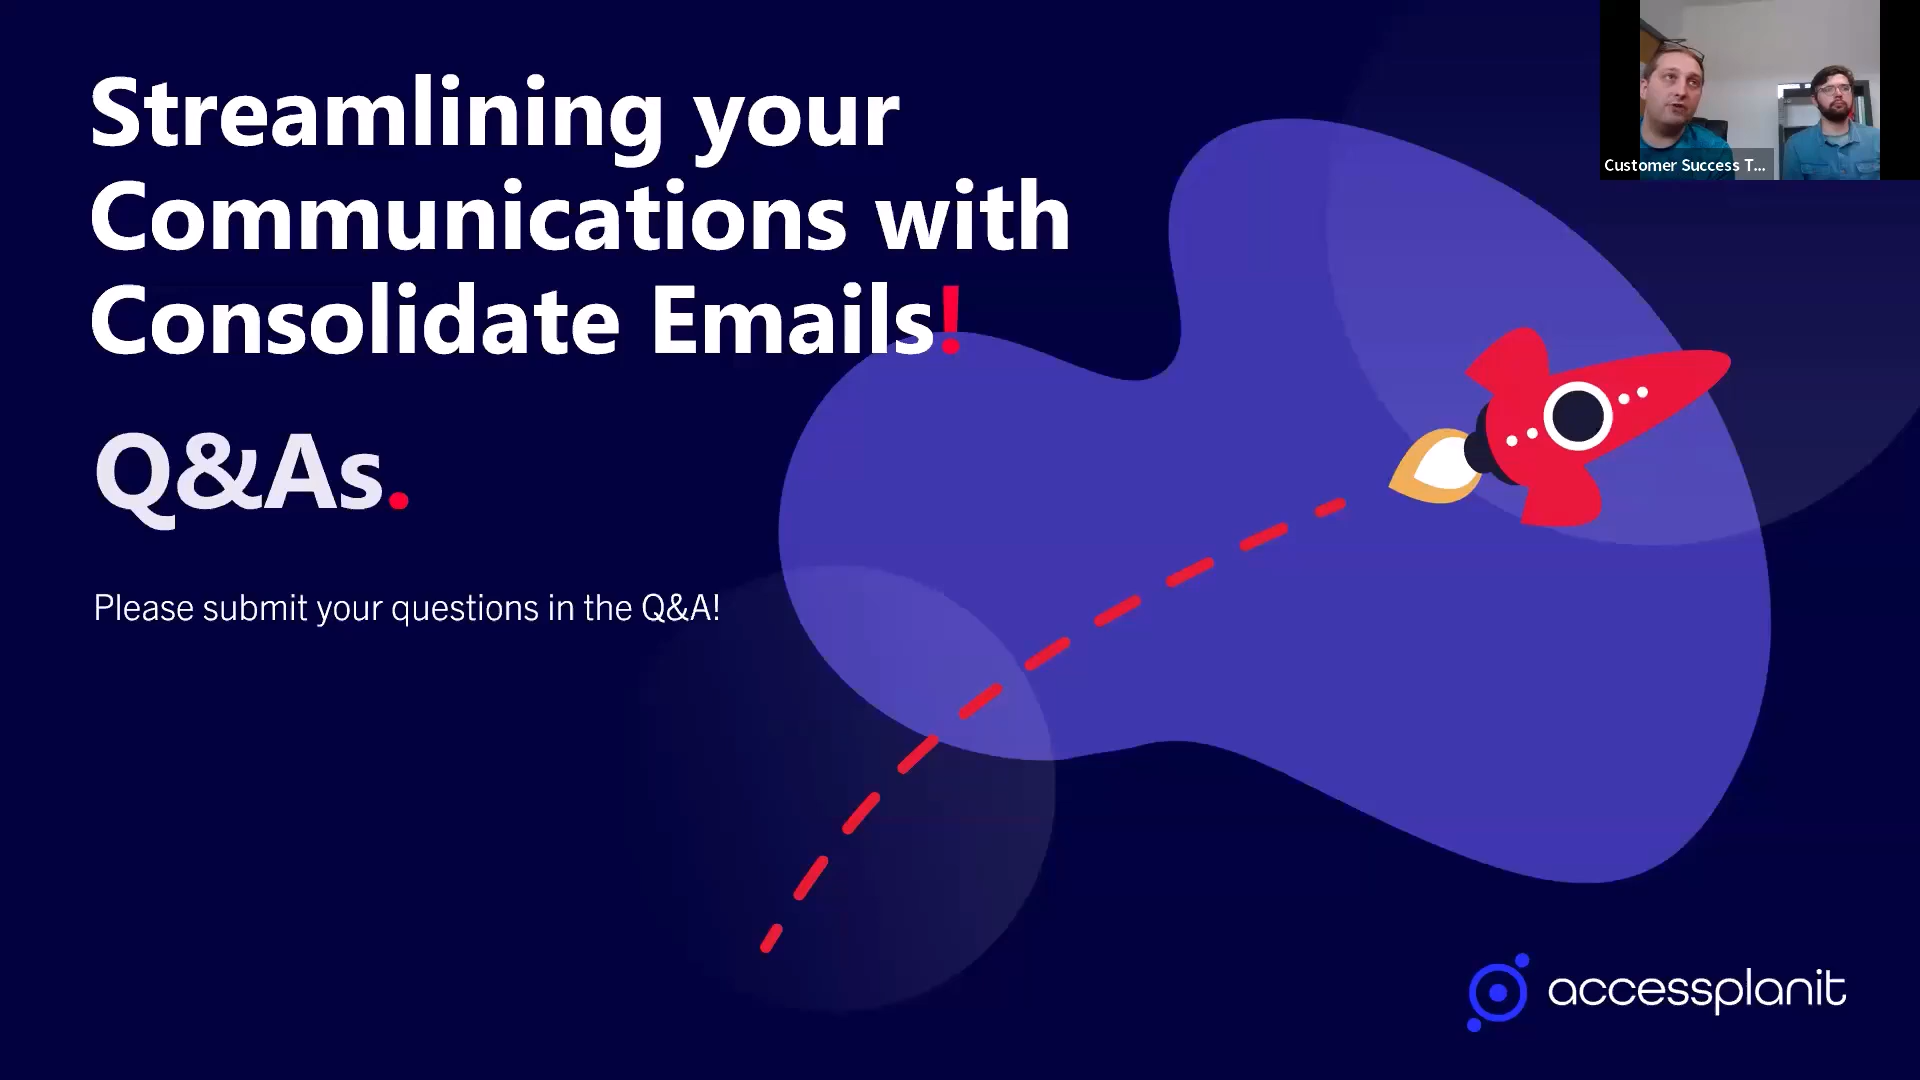 Streamlining your
Communications with
Consolidate Emails!
Q&As.
Please submit your questions in the Q&A!
Customer Success T...
accessplanit